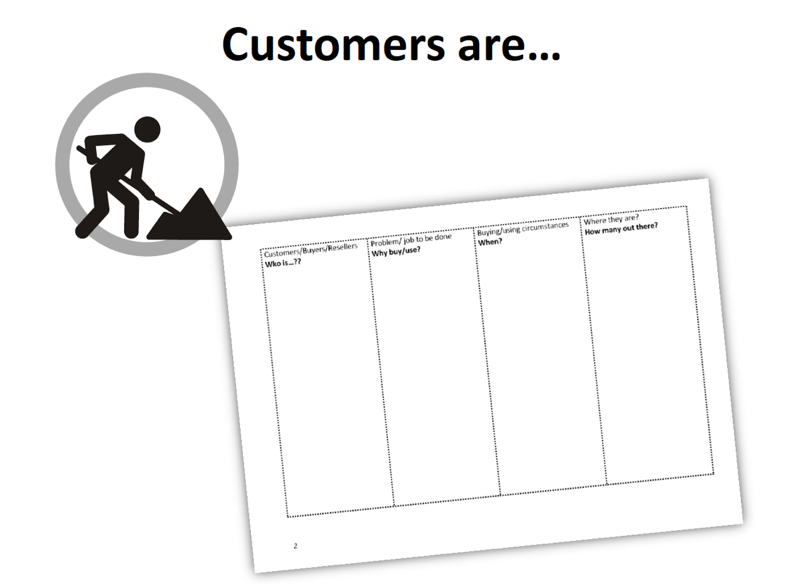 Customers are...
Customers/Buyers/Resellers
Wko is...??
Problem/ job to be done
Why buy/use?
Buying/using circumstances
When?
Where they are?
How many out there?
2